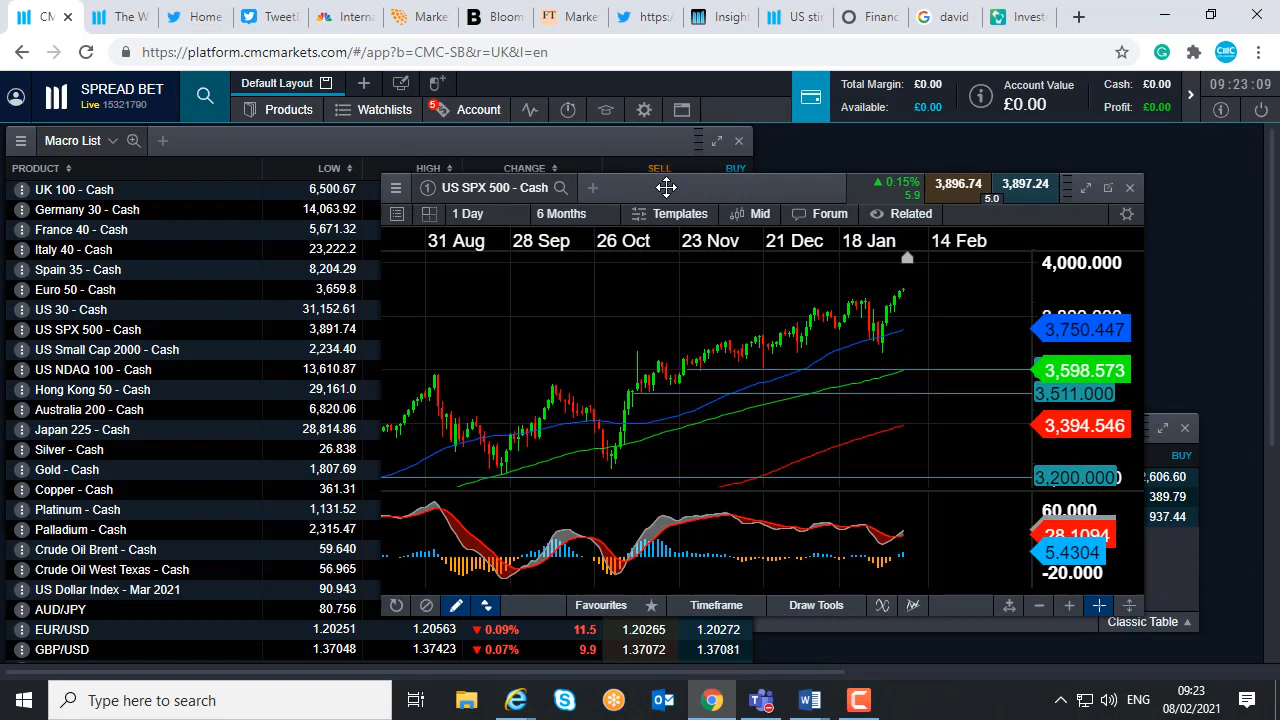 CM
The W
Home
TweetD
Interna
Market
Bloom
FT
Market
https:/
Insight
US stin
Financ
david
Invest
https://platform.cmcmarkets.com/#/app?b=CMC-SB&r=UK&l=en
SPREAD BET
Live 15321790
Default Layout
Products
Watchlists
5
Account
Total Margin: £0.00
Available: £0.00
Account Value
£0.00
Cash: £0.00
Profit: £0.00
09:23:09
Macro List
PRODUCT LOW HIGH CHANGE SELL BUY
UK 100 - Cash 6,500.67
Germany 30 - Cash 14,063.92
France 40 - Cash 5,671.32
Italy 40 - Cash 23,222.2
Spain 35 - Cash 8,204.29
Euro 50 - Cash 3,659.8
US 30 - Cash 31,152.61
US SPX 500 - Cash 3,891.74
US Small Cap 2000 - Cash 2,234.40
US NDAQ 100 - Cash 13,610.87
Hong Kong 50 - Cash 29,161.0
Australia 200 - Cash 6,820.06
Japan 225 - Cash 28,814.86
Silver - Cash 26.838
Gold - Cash 1,807.69
Copper - Cash 361.31
Platinum - Cash 1,131.52
Palladium - Cash 2,315.47
Crude Oil Brent - Cash 59.640
Crude Oil West Texas - Cash 56.965
US Dollar Index - Mar 2021 90.943
AUD/JPY 80.756
EUR/USD 1.20251 1.20563 0.09% 11.5 1.20265 1.20272
GBP/USD 1.37048 1.37423 0.07% 9.9 1.37072 1.37081
1 US SPX 500 - Cash
0.15%
5.9
3,896.74
3,897.24
5.0
1 Day
6 Months
Templates
Mid
Forum
Related
31 Aug 28 Sep 26 Oct 23 Nov 21 Dec 18 Jan 14 Feb
4,000.000
3,750.447
3,598.573
3,511.000
3,394.546
3,200.000
60.000
28.1094
5.4304
-20.000
Favourites
Timeframe
Draw Tools
BUY
2,606.60
389.79
937.44
Classic Table
Type here to search
ENG
09:23
08/02/2021